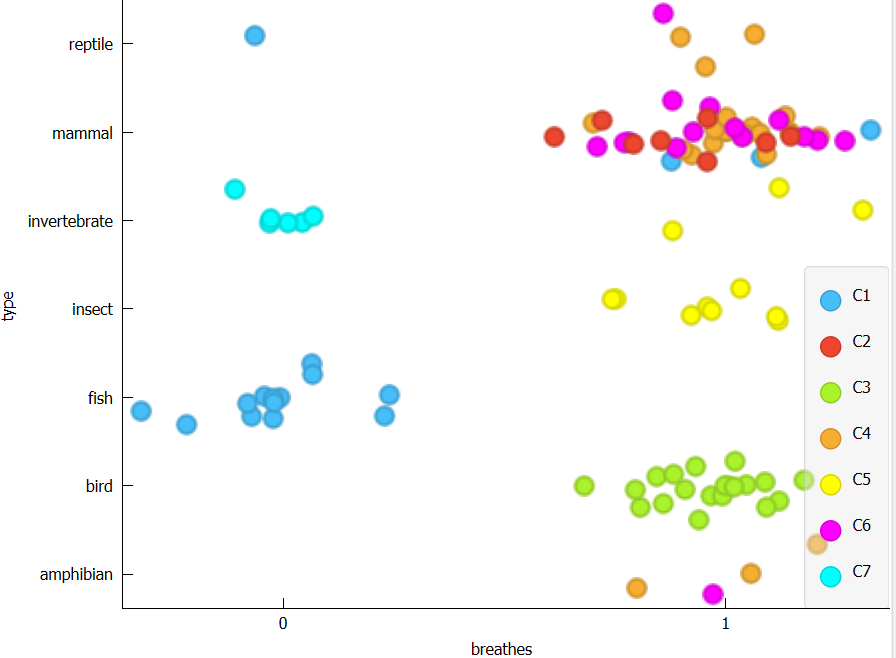 reptile
mammal
invertebrate
insect
fish
bird
amphibian
type
0
1
breathes
C1
C2
C3
C4
C5
C6
C7